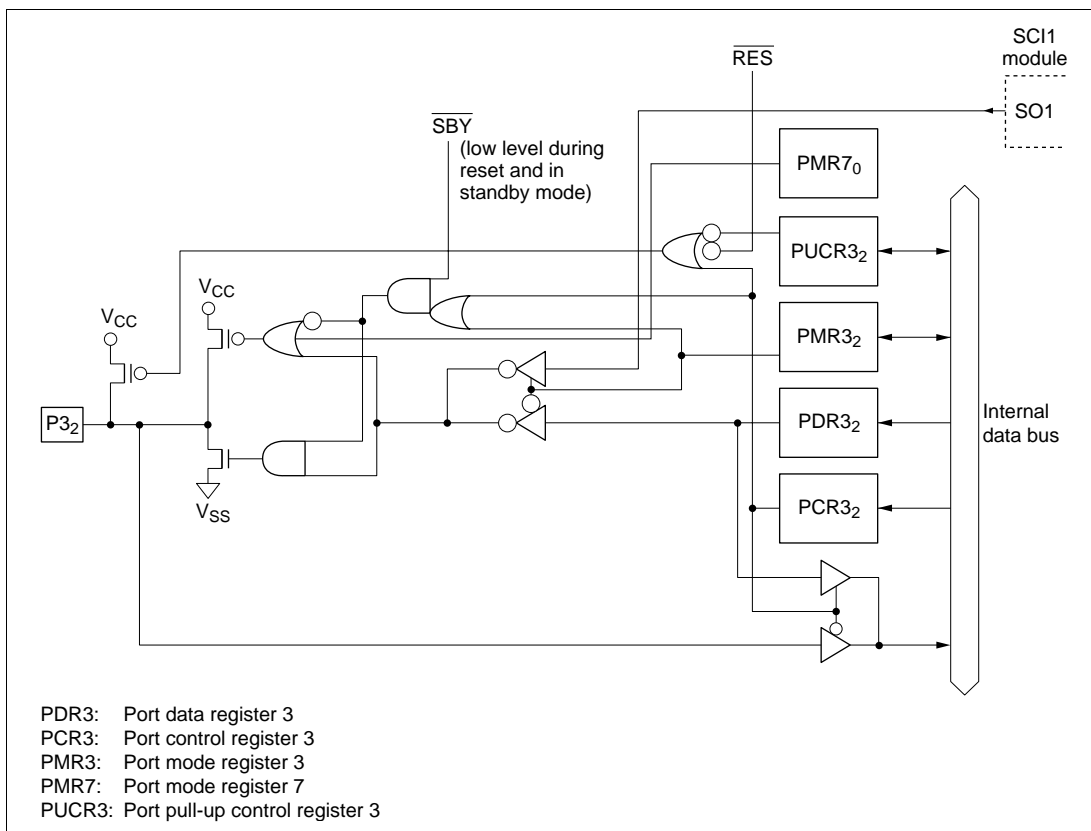 SCI1
module
RES
SO1
SBY
(low level during
reset and in
standby mode)
PMR7₀
PUCR3₂
VCC
VCC
PMR3₂
P3₂
PDR3₂
Internal
data bus
VSS
PCR3₂
PDR3: Port data register 3
PCR3: Port control register 3
PMR3: Port mode register 3
PMR7: Port mode register 7
PUCR3: Port pull-up control register 3